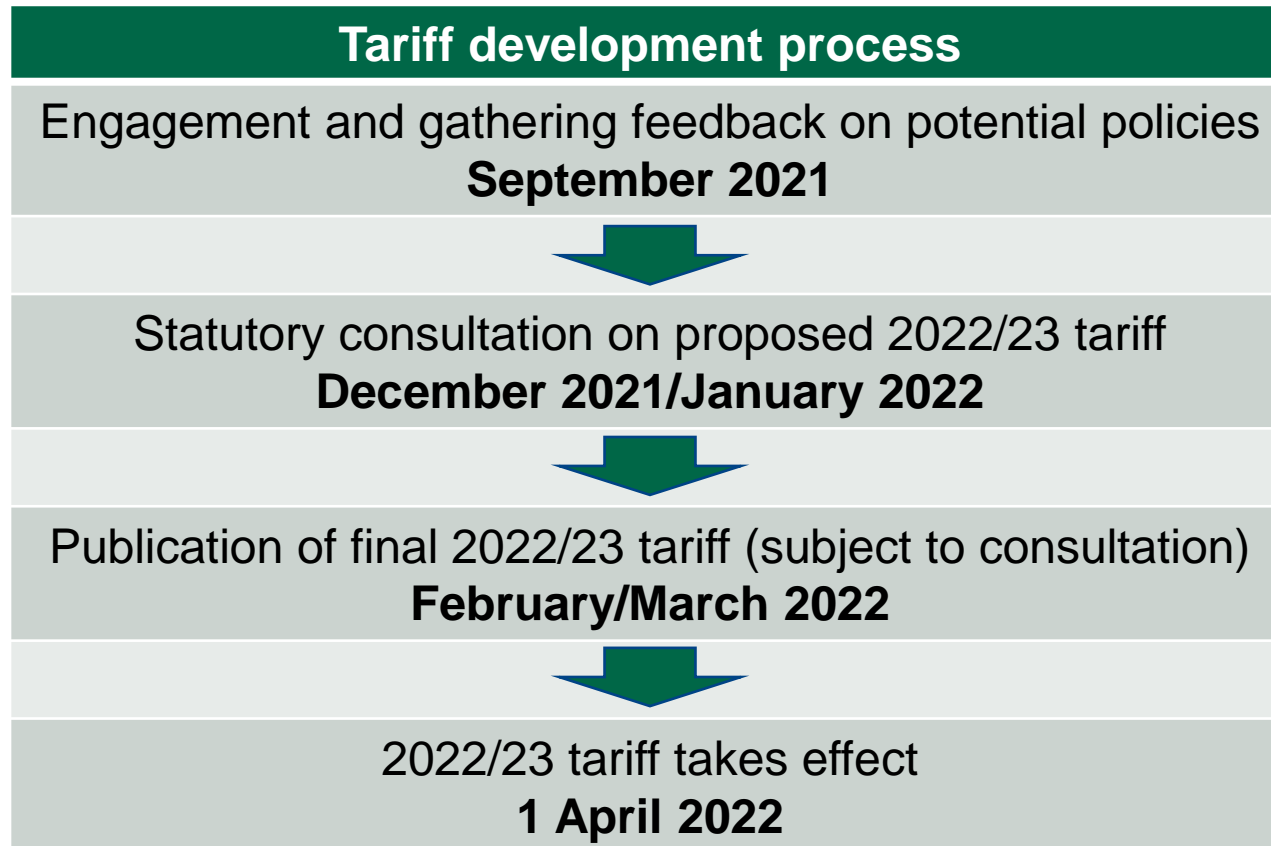 Tariff development process
Engagement and gathering feedback on potential policies
September 2021
Statutory consultation on proposed 2022/23 tariff
December 2021/January 2022
Publication of final 2022/23 tariff (subject to consultation)
February/March 2022
2022/23 tariff takes effect
1 April 2022